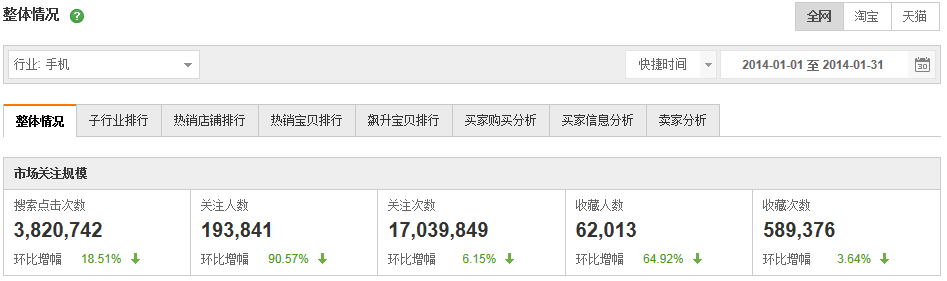 整体情况 ?
全网 淘宝 天猫
行业: 手机 快捷时间 2014-01-01 至 2014-01-31 30
整体情况 子行业排行 热销店铺排行 热销宝贝排行 飙升宝贝排行 买家购买分析 买家信息分析 卖家分析
市场关注规模
搜索点击次数 关注人数 关注次数 收藏人数 收藏次数
3,820,742 193,841 17,039,849 62,013 589,376
环比增幅 18.51% 环比增幅 90.57% 环比增幅 6.15% 环比增幅 64.92% 环比增幅 3.64%